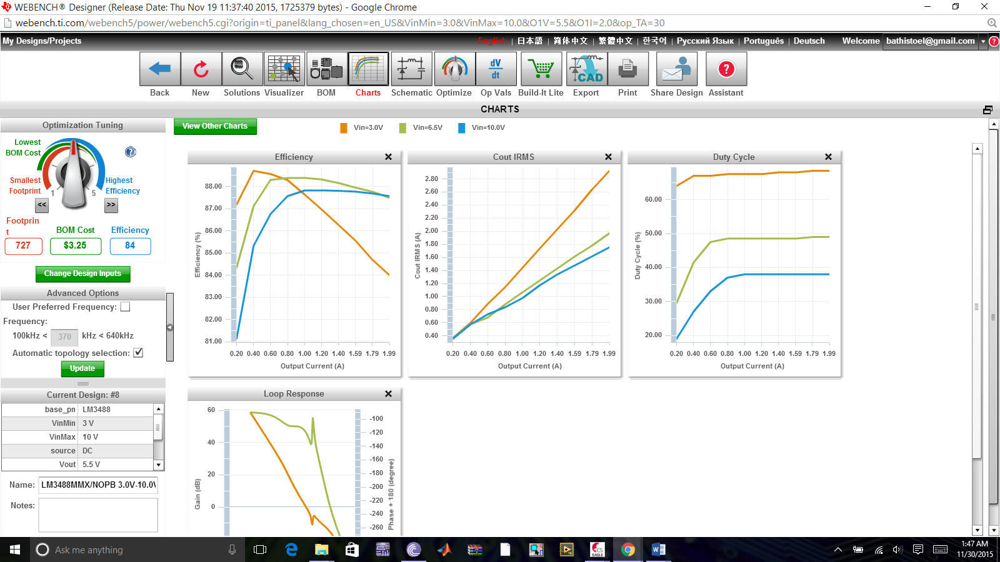 WEBENCH® Designer (Release Date: Thu Nov 19 11:37:40 2015, 1725379 bytes) - Google Chrome
webench.ti.com/webench5/power/webench5.cgi?origin=ti_panel&lang_chosen=en_US&VinMin=3.0&VinMax=10.0&O1V=5.5&O1I=2.0&op_TA=30
My Designs/Projects
English | 日本語 | 简体中文 | 繁體中文 | 한국어 | Русский Язык | Português | Deutsch Welcome bathistoel@gmail.com ?
dV
dt
CAD
?
Back New Solutions Visualizer BOM Charts Schematic Optimize Op Vals Build-It Lite Export Print Share Design Assistant
CHARTS
Optimization Tuning
Lowest
BOM Cost
?
Smallest
Footprint
Highest
Efficiency
1 5
<< >>
Footprin
t
BOM Cost Efficiency
727 $3.25 84
Change Design Inputs
Advanced Options
User Preferred Frequency:
Frequency:
100kHz < 370 kHz < 640kHz
Automatic topology selection:
Update
Current Design: #8
base_pn LM3488
VinMin 3 V
VinMax 10 V
source DC
Vout 5.5 V
Name: LM3488MMX/NOPB 3.0V-10.0V
Notes:
View Other Charts
Vin=3.0V Vin=6.5V Vin=10.0V
Efficiency
88.00
87.00
86.00
85.00
84.00
83.00
82.00
81.00
Efficiency (%)
0.20 0.40 0.60 0.80 1.00 1.20 1.40 1.59 1.79 1.99
Output Current (A)
Cout IRMS
2.80
2.60
2.40
2.20
2.00
1.80
1.60
1.40
1.20
1.00
0.80
0.60
0.40
Cout IRMS (A)
0.20 0.40 0.60 0.80 1.00 1.20 1.40 1.59 1.79 1.99
Output Current (A)
Duty Cycle
60.00
50.00
40.00
30.00
20.00
Duty Cycle (%)
0.20 0.40 0.60 0.80 1.00 1.20 1.40 1.59 1.79 1.99
Output Current (A)
Loop Response
60
40
20
0
Gain (dB)
-100
-120
-140
-160
-180
-200
-220
-240
-260
Phase + 180 (degree)
Ask me anything
CS
EAGLE
1:47 AM
11/30/2015